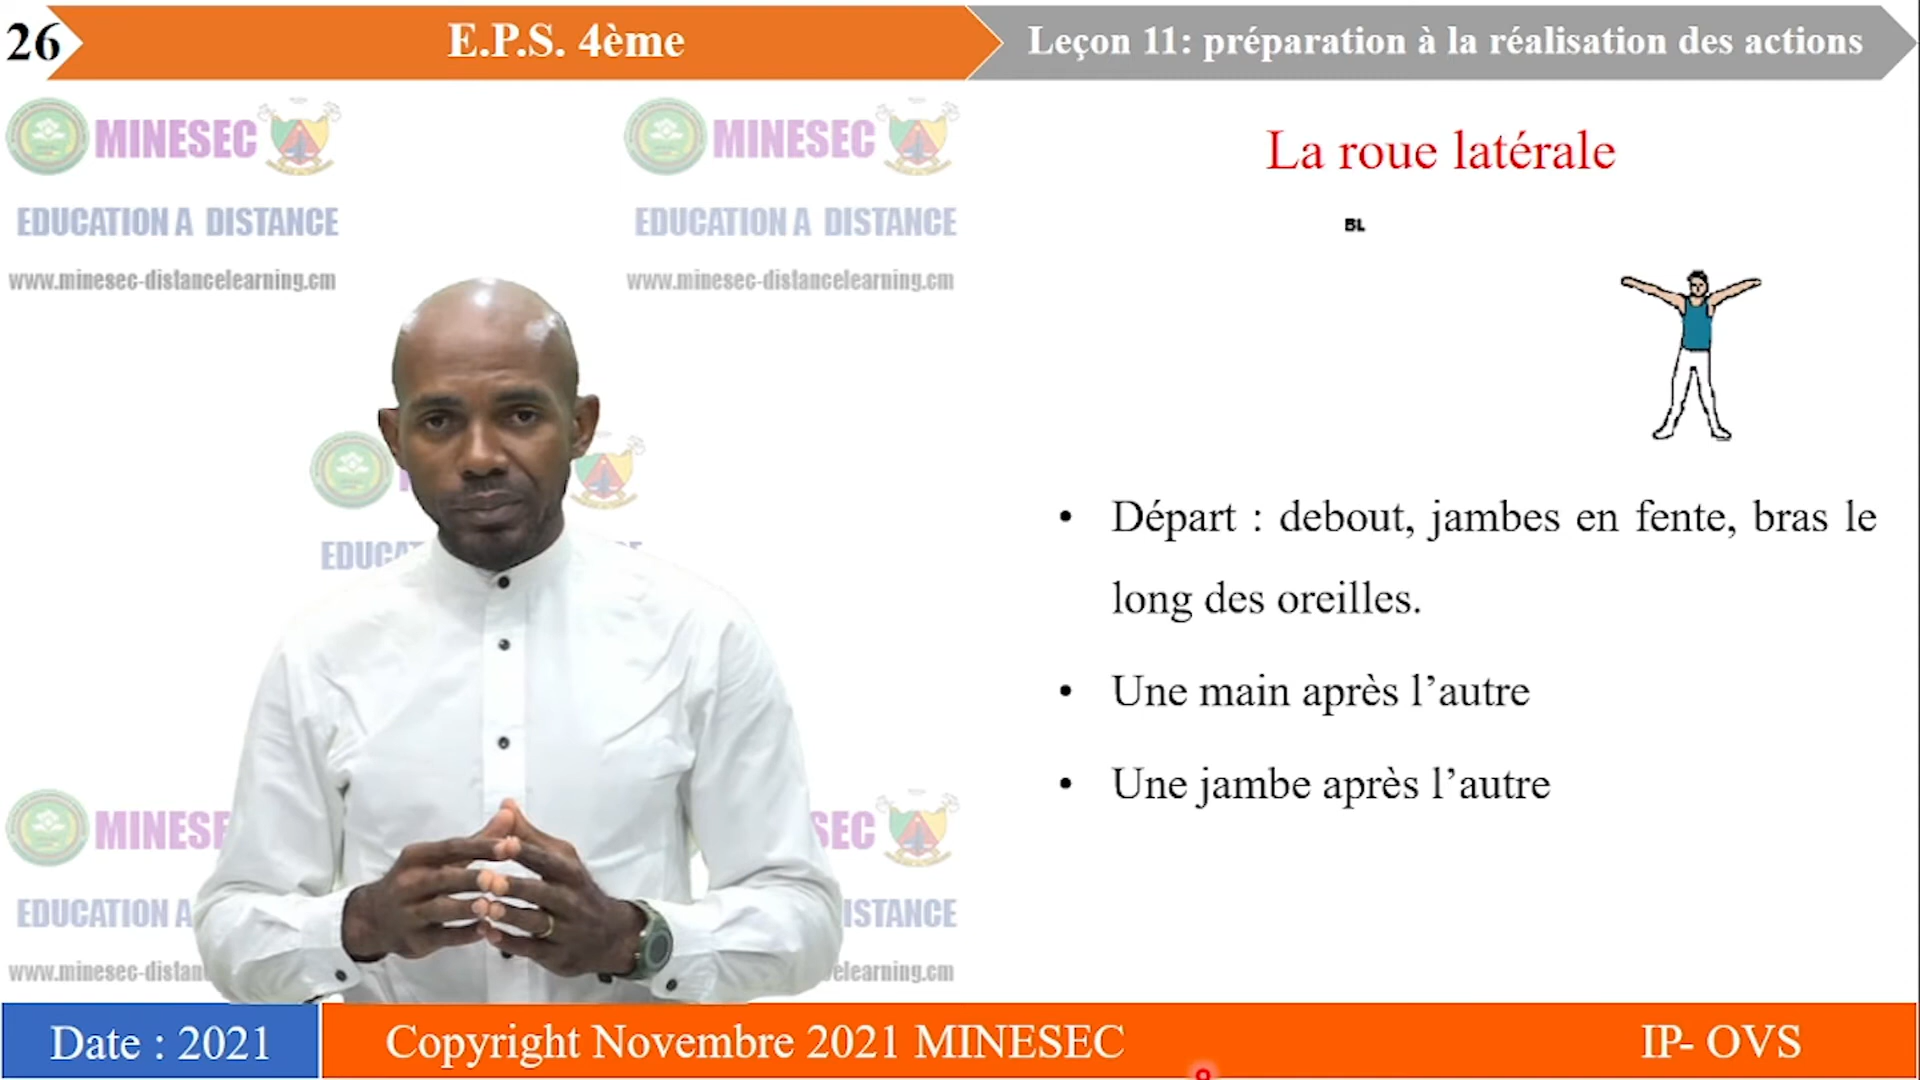 26
E.P.S. 4ème
Leçon 11: préparation à la réalisation des actions
MINESEC
EDUCATION A DISTANCE
www.minesec-distancelearning.cm
MINESEC
EDUCATION A DISTANCE
www.minesec-distancelearning.cm
La roue latérale
BL
• Départ : debout, jambes en fente, bras le
long des oreilles.
• Une main après l’autre
• Une jambe après l’autre
Date : 2021
Copyright Novembre 2021 MINESEC
IP- OVS